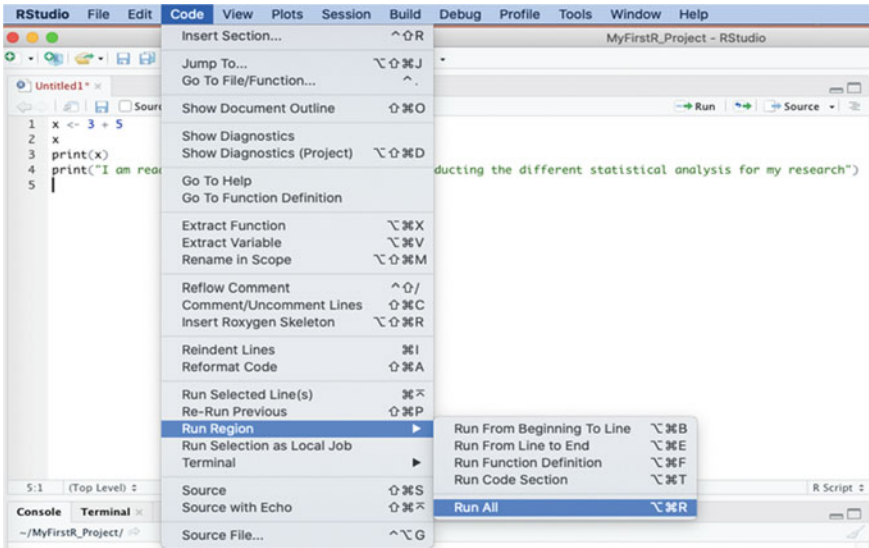 RStudio File Edit Code View Plots Session Build Debug Profile Tools Window Help
MyFirstR_Project - RStudio
Untitled1*
Run Source
1 x <- 3 + 5
2 x
3 print(x)
4 print("I am ducting the different statistical analysis for my research")
5
Insert Section... ^⇧R
Jump To... ⌥⇧⌘J
Go To File/Function... ^.
Show Document Outline ⇧⌘O
Show Diagnostics
Show Diagnostics (Project) ⌥⇧⌘D
Go To Help
Go To Function Definition
Extract Function ⌥⌘X
Extract Variable ⌥⌘V
Rename in Scope ⌥⇧⌘M
Reflow Comment ^⇧/
Comment/Uncomment Lines ⇧⌘C
Insert Roxygen Skeleton ⌥⇧⌘R
Reindent Lines ⌘I
Reformat Code ⇧⌘A
Run Selected Line(s) ⌘⌅
Re-Run Previous ⇧⌘P
Run Region ▶
Run Selection as Local Job
Terminal ▶
Source ⇧⌘S
Source with Echo ⇧⌘⌅
Source File... ^⌥G
Run From Beginning To Line ⌥⌘B
Run From Line to End ⌥⌘E
Run Function Definition ⌥⌘F
Run Code Section ⌥⌘T
Run All ⌥⌘R
5:1 (Top Level) R Script
Console Terminal
~/MyFirstR_Project/